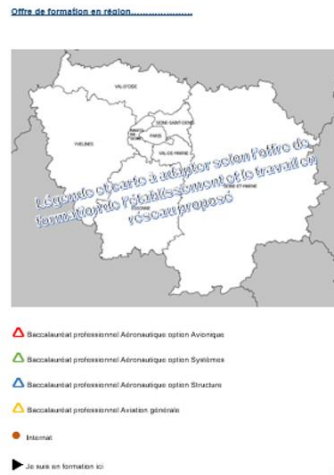 Offre de formation en région.....................
VAL-D'OISE
SEINE-SAINT-DENIS
PARIS
YVELINES
VAL-DE-MARNE
Légende et carte à adapter selon l'offre de
formation de l'établissement et le travail en
réseau proposé
SEINE-ET-MARNE
ESSONNE
Baccalauréat professionnel Aéronautique option Avionique
Baccalauréat professionnel Aéronautique option Systèmes
Baccalauréat professionnel Aéronautique option Structure
Baccalauréat professionnel Aviation générale
Internat
Je suis en formation ici